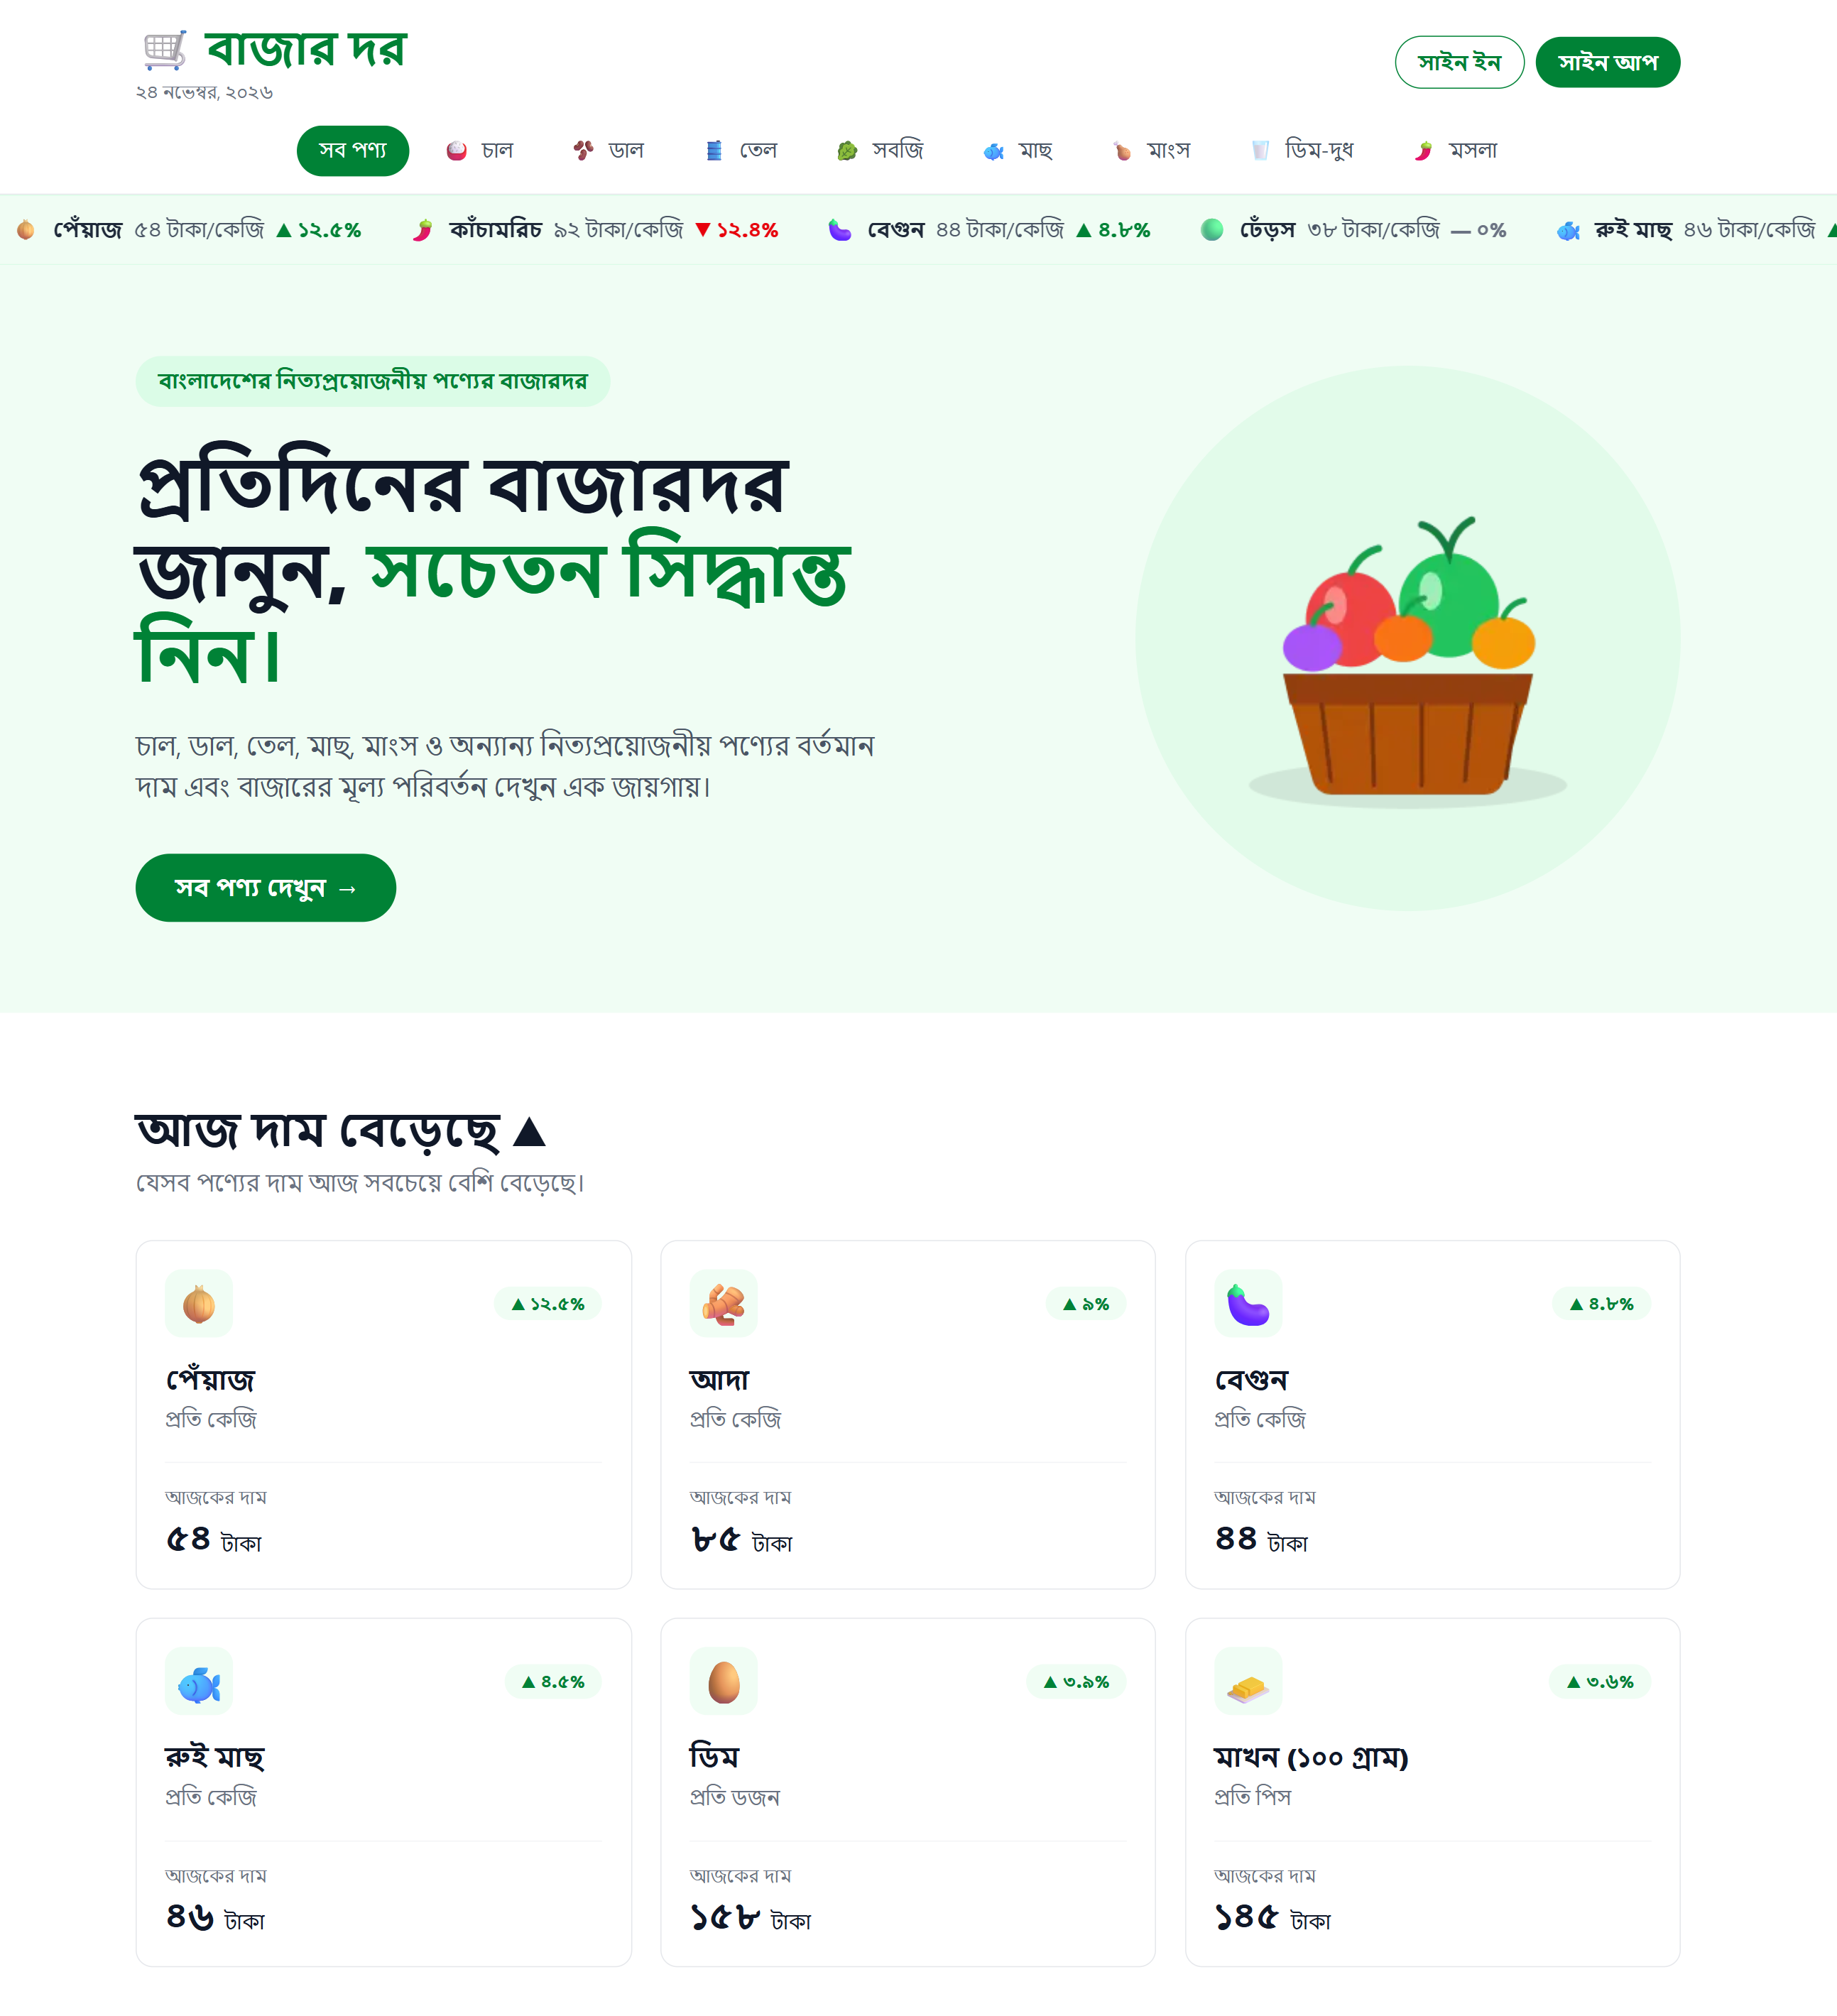 বাজার দর
২৪ নভেম্বর, ২০২৬
সাইন ইন
সাইন আপ
সব পণ্য
চাল
ডাল
তেল
সবজি
মাছ
মাংস
ডিম-দুধ
মসলা
পেঁয়াজ ৫৪ টাকা/কেজি ▲ ১২.৫%
কাঁচামরিচ ৯২ টাকা/কেজি ▼ ১২.৪%
বেগুন ৪৪ টাকা/কেজি ▲ ৪.৮%
ঢেঁড়স ৩৮ টাকা/কেজি — ০%
রুই মাছ ৪৬ টাকা/কেজি ▲
বাংলাদেশের নিত্যপ্রয়োজনীয় পণ্যের বাজারদর
প্রতিদিনের বাজারদর
জানুন, সচেতন সিদ্ধান্ত
নিন।
চাল, ডাল, তেল, মাছ, মাংস ও অন্যান্য নিত্যপ্রয়োজনীয় পণ্যের বর্তমান
দাম এবং বাজারের মূল্য পরিবর্তন দেখুন এক জায়গায়।
সব পণ্য দেখুন →
আজ দাম বেড়েছে ▲
যেসব পণ্যের দাম আজ সবচেয়ে বেশি বেড়েছে।
▲ ১২.৫%
পেঁয়াজ
প্রতি কেজি
আজকের দাম
৫৪ টাকা
▲ ৯%
আদা
প্রতি কেজি
আজকের দাম
৮৫ টাকা
▲ ৪.৮%
বেগুন
প্রতি কেজি
আজকের দাম
৪৪ টাকা
▲ ৪.৫%
রুই মাছ
প্রতি কেজি
আজকের দাম
৪৬ টাকা
▲ ৩.৯%
ডিম
প্রতি ডজন
আজকের দাম
১৫৮ টাকা
▲ ৩.৬%
মাখন (১০০ গ্রাম)
প্রতি পিস
আজকের দাম
১৪৫ টাকা